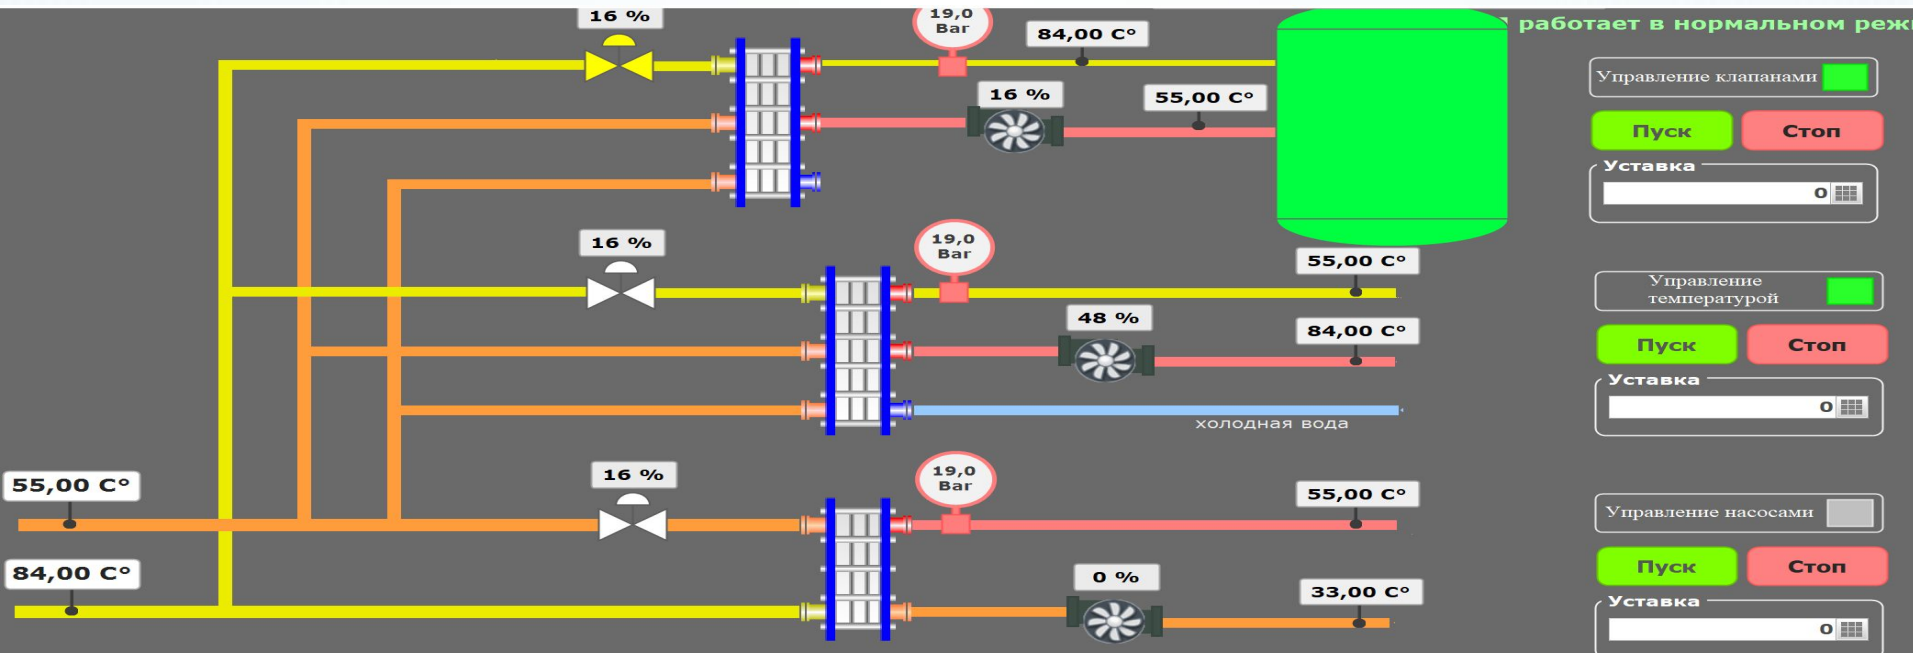 16 %
19,0
Bar
84,00 C°
работает в нормальном
16 %
55,00 C°
Управление клапанами
Пуск
Стоп
Уставка
0
16 %
19,0
Bar
55,00 C°
48 %
84,00 C°
Управление
температурой
Пуск
Стоп
Уставка
0
холодная вода
55,00 C°
16 %
19,0
Bar
55,00 C°
Управление насосами
84,00 C°
0 %
33,00 C°
Пуск
Стоп
Уставка
0